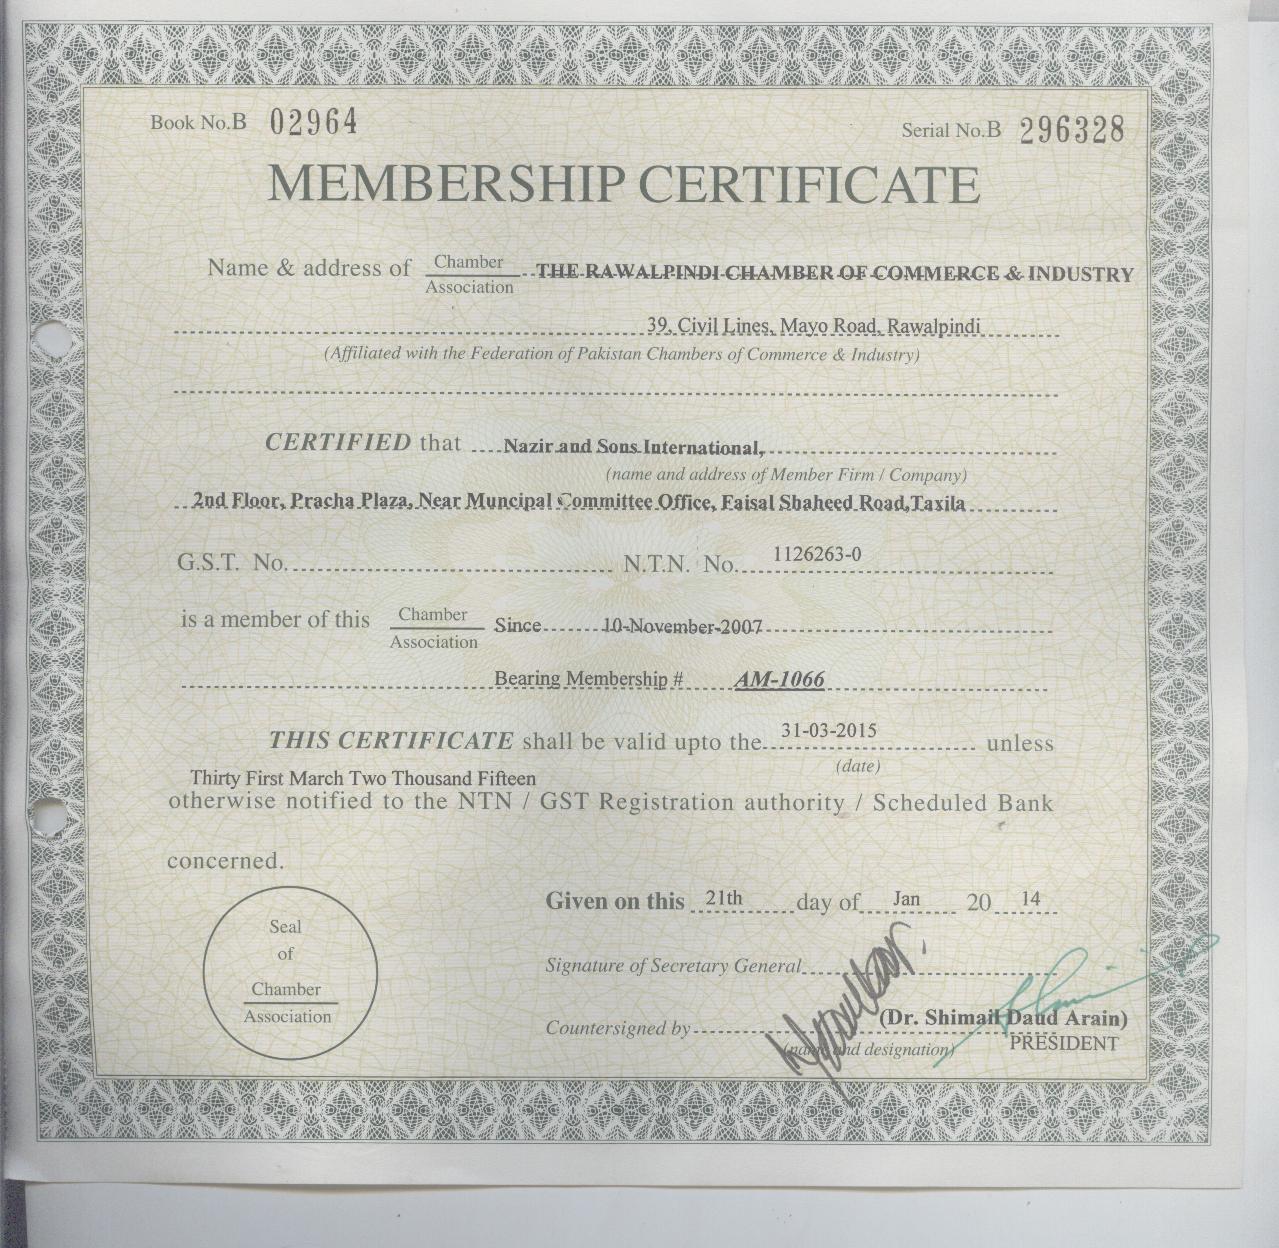 Book No.B 02964 Serial No.B 296328
MEMBERSHIP CERTIFICATE
Name & address of Chamber THE RAWALPINDI CHAMBER OF COMMERCE & INDUSTRY
Association
39, Civil Lines, Mayo Road, Rawalpindi
(Affiliated with the Federation of Pakistan Chambers of Commerce & Industry)
CERTIFIED that Nazir and Sons International,
(name and address of Member Firm / Company)
2nd Floor, Pracha Plaza, Near Muncipal Committee Office, Faisal Shaheed Road,Taxila
G.S.T. No. N.T.N. No. 1126263-0
is a member of this Chamber Since 10-November-2007
Association
Bearing Membership # AM-1066
THIS CERTIFICATE shall be valid upto the 31-03-2015 unless
(date)
Thirty First March Two Thousand Fifteen
otherwise notified to the NTN / GST Registration authority / Scheduled Bank
concerned.
Given on this 21th day of Jan 20 14
Seal
of
Chamber
Association
Signature of Secretary General
Countersigned by (Dr. Shimail Daud Arain)
(name and designation) PRESIDENT